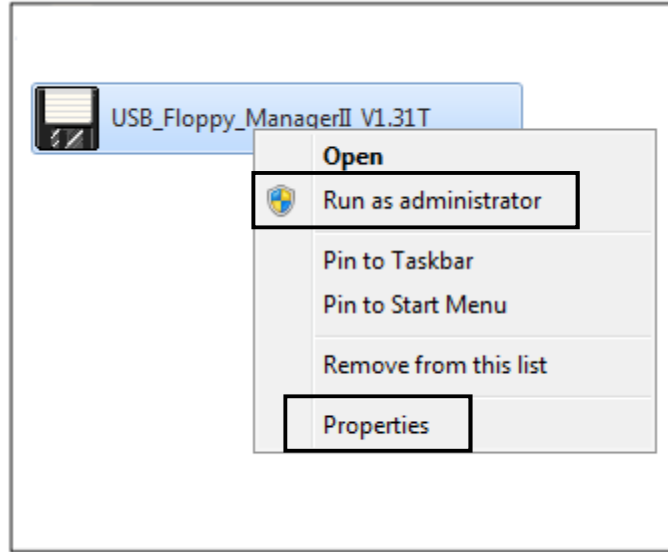 USB_Floppy_ManagerII V1.31T
Open
Run as administrator
Pin to Taskbar
Pin to Start Menu
Remove from this list
Properties